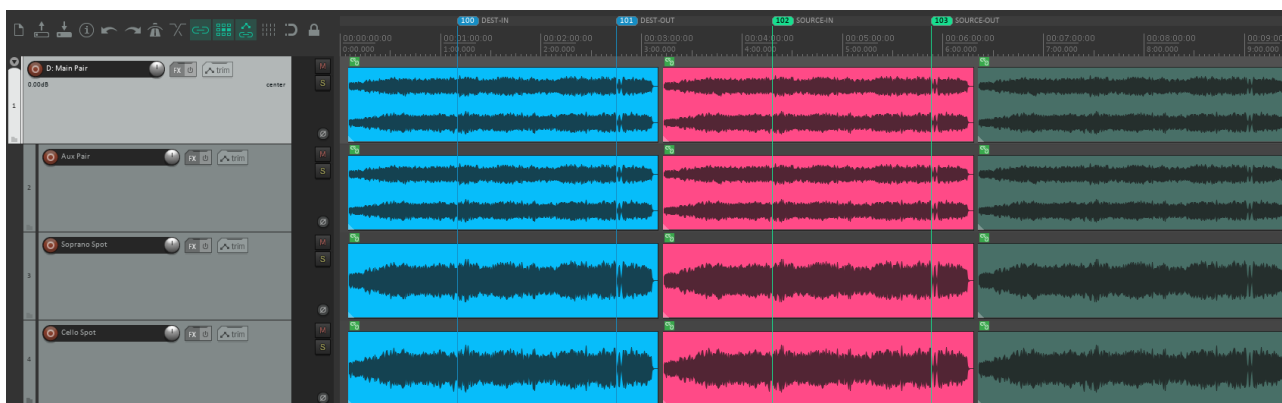 100 DEST-IN 101 DEST-OUT 102 SOURCE-IN 103 SOURCE-OUT
00:00:00:00 00:01:00:00 00:02:00:00 00:03:00:00 00:04:00:00 00:05:00:00 00:06:00:00 00:07:00:00 00:08:00:00 00:09:00
0:00.000 1:00.000 2:00.000 3:00.000 4:00.000 5:00.000 6:00.000 7:00.000 8:00.000 9:00.000
D: Main Pair FX trim M
0.00dB center S
1
Ø
Aux Pair FX trim M
S
2
Ø
Soprano Spot FX trim M
S
3
Ø
Cello Spot FX trim M
S
4
Ø